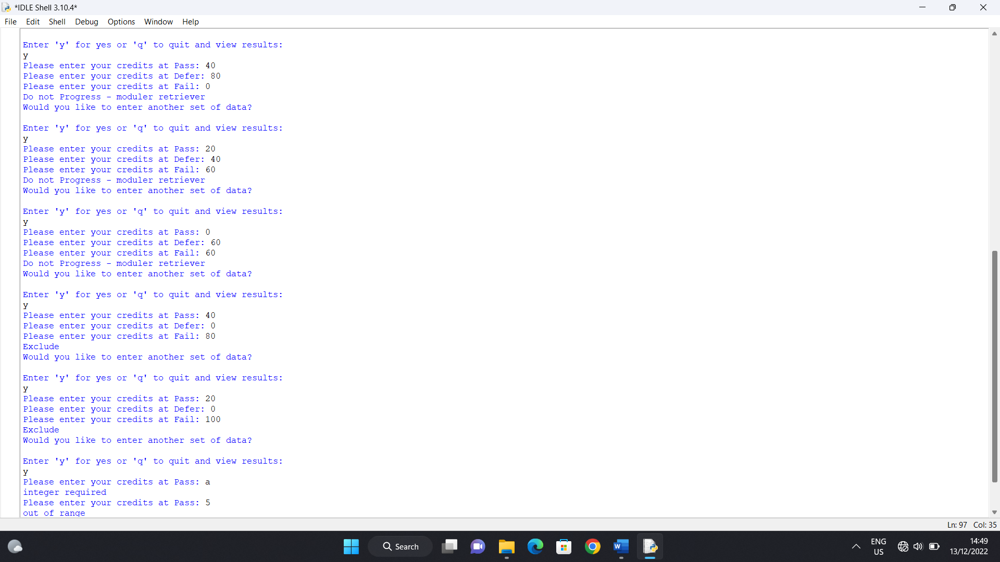 *IDLE Shell 3.10.4*
File Edit Shell Debug Options Window Help
Enter 'y' for yes or 'q' to quit and view results:
y
Please enter your credits at Pass: 40
Please enter your credits at Defer: 80
Please enter your credits at Fail: 0
Do not Progress - moduler retriever
Would you like to enter another set of data?
Enter 'y' for yes or 'q' to quit and view results:
y
Please enter your credits at Pass: 20
Please enter your credits at Defer: 40
Please enter your credits at Fail: 60
Do not Progress - moduler retriever
Would you like to enter another set of data?
Enter 'y' for yes or 'q' to quit and view results:
y
Please enter your credits at Pass: 0
Please enter your credits at Defer: 60
Please enter your credits at Fail: 60
Do not Progress - moduler retriever
Would you like to enter another set of data?
Enter 'y' for yes or 'q' to quit and view results:
y
Please enter your credits at Pass: 40
Please enter your credits at Defer: 0
Please enter your credits at Fail: 80
Exclude
Would you like to enter another set of data?
Enter 'y' for yes or 'q' to quit and view results:
y
Please enter your credits at Pass: 20
Please enter your credits at Defer: 0
Please enter your credits at Fail: 100
Exclude
Would you like to enter another set of data?
Enter 'y' for yes or 'q' to quit and view results:
y
Please enter your credits at Pass: a
integer required
Please enter your credits at Pass: 5
out of range
Ln: 97 Col: 35
Search
W
ENG
US
14:49
13/12/2022